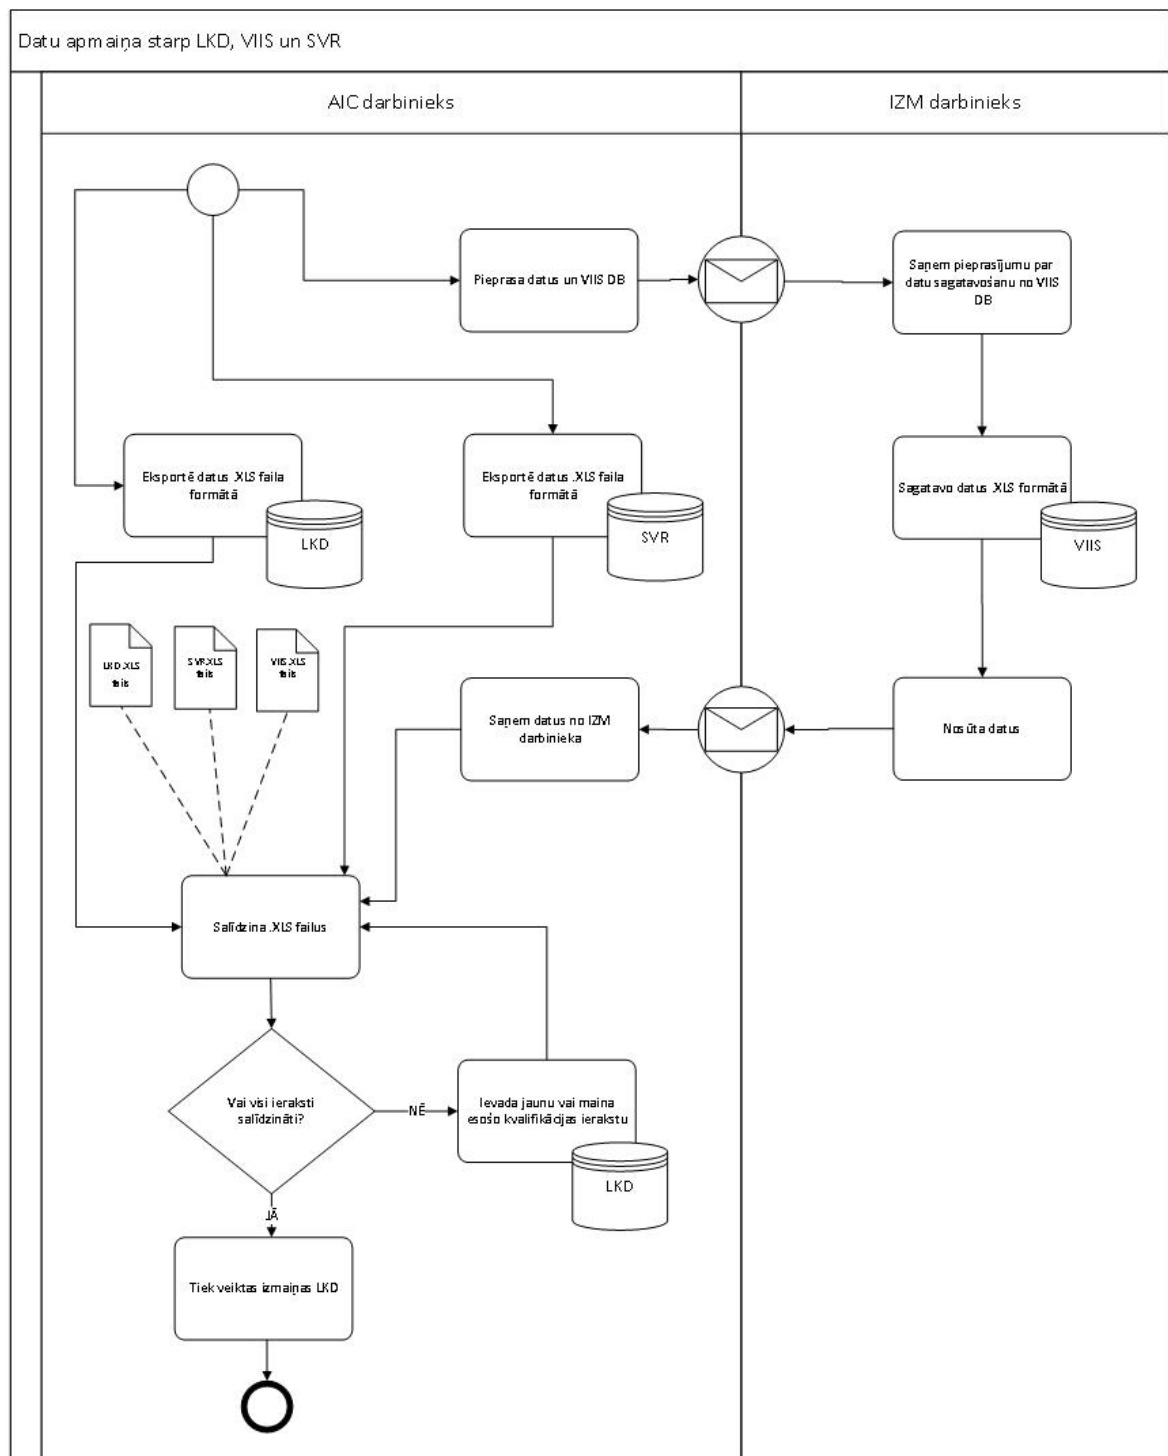 Datu apmaiņa starp LKD, VIIS un SVR
AIC darbinieks
IZM darbinieks
Pieprasa datus un VIIS DB
Saņem pieprasījumu par
datu sagatavošanu no VIIS
DB
Eksportē datus .XLS faila
formātā
LKD
Eksportē datus .XLS faila
formātā
SVR
Sagatavo datus .XLS formātā
VIIS
LKD.XLS
fails
SVR.XLS
fails
VIIS.XLS
fails
Saņem datus no IZM
darbinieka
Nosūta datus
Salīdzina .XLS failus
Vai visi ieraksti
salīdzināti?
NĒ
Ievada jaunu vai maina
esošo kvalifikācijas ierakstu
LKD
JĀ
Tiek veiktas izmaiņas LKD